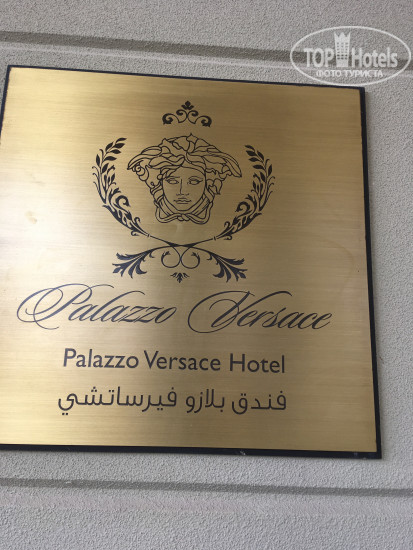 TOP Hotels
ФОТО ТУРИСТА
Palazzo Versace
Palazzo Versace Hotel
فندق بلازو فيرساتشي